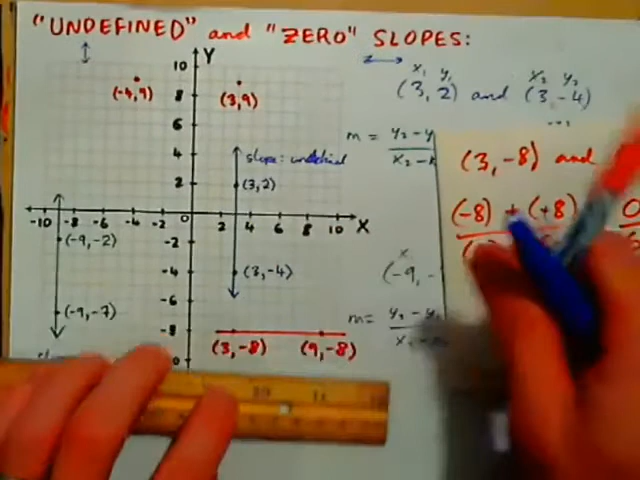 "UNDEFINED" and "ZERO" SLOPES:
Y
10
8
6
4
2
0
-2
-4
-6
-8
-10 -8 -6 -4 -2 2 4 6 8 10 X
(-4,9)
(3,9)
slope: undefined
(3,2)
(3,-4)
(-9,-2)
(-9,-7)
(3,-8) (9,-8)
x₁ y₁ x₂ y₂
(3, 2) and (3, -4)
m = y₂ - y
x₂ -
(3, -8) and
(-8) + (+8)
0
x
(-9, -
m = y₂ - y